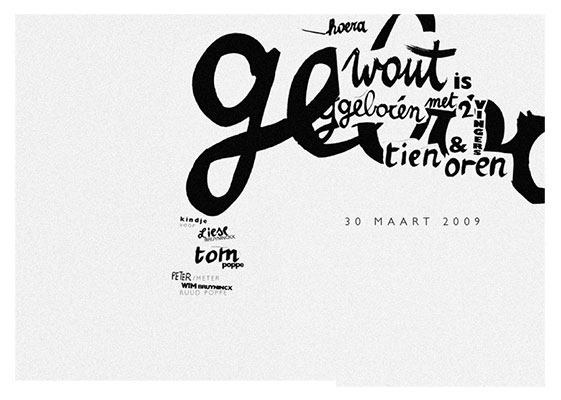 hoera
wout is
geboren met 2 VINGERS
& tien oren
30 MAART 2009
kindje
VOOR
Liese
BRUYNINCKX
tom
poppe
PETER/METER
WIM BRUYNINCX
RUUD POPPE